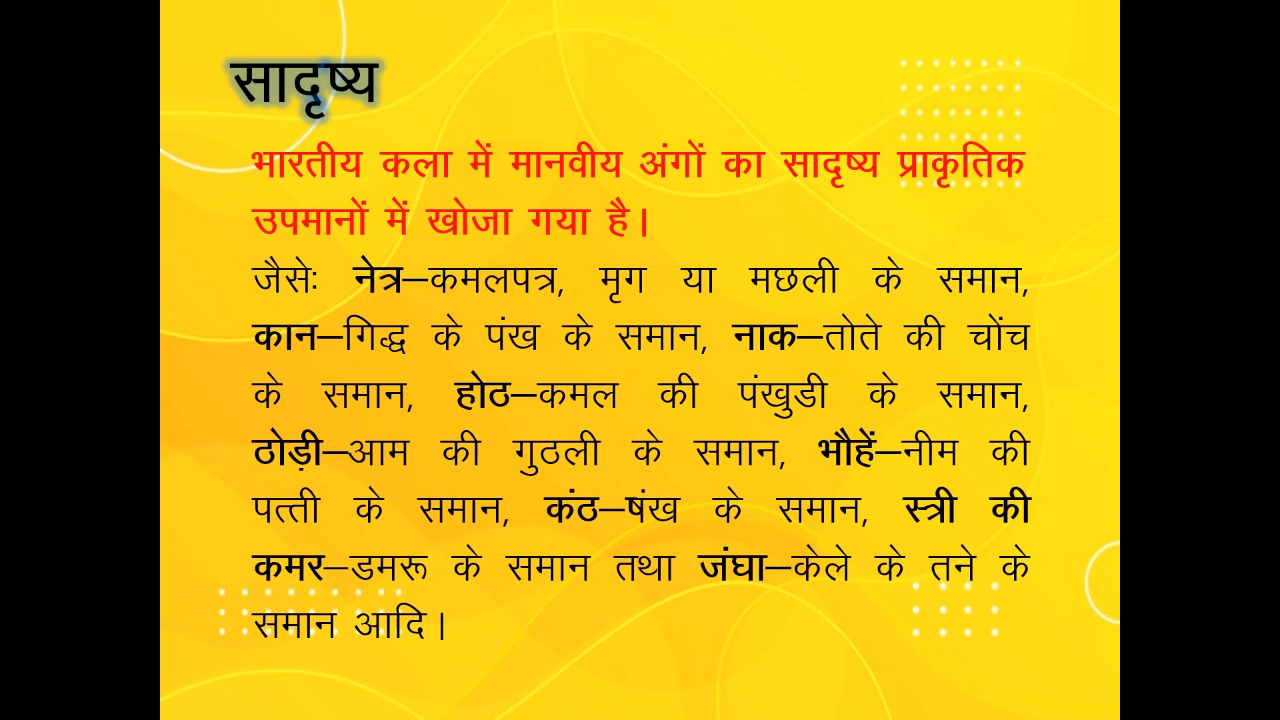 सादृष्य
भारतीय कला में मानवीय अंगों का सादृष्य प्राकृतिक
उपमानों में खोजा गया है।
जैसेः नेत्र–कमलपत्र, मृग या मछली के समान,
कान–गिद्ध के पंख के समान, नाक–तोते की चोंच
के समान, होठ–कमल की पंखुडी के समान,
ठोड़ी–आम की गुठली के समान, भौहें–नीम की
पत्ती के समान, कंठ–षंख के समान, स्त्री की
कमर–डमरू के समान तथा जंघा–केले के तने के
समान आदि।